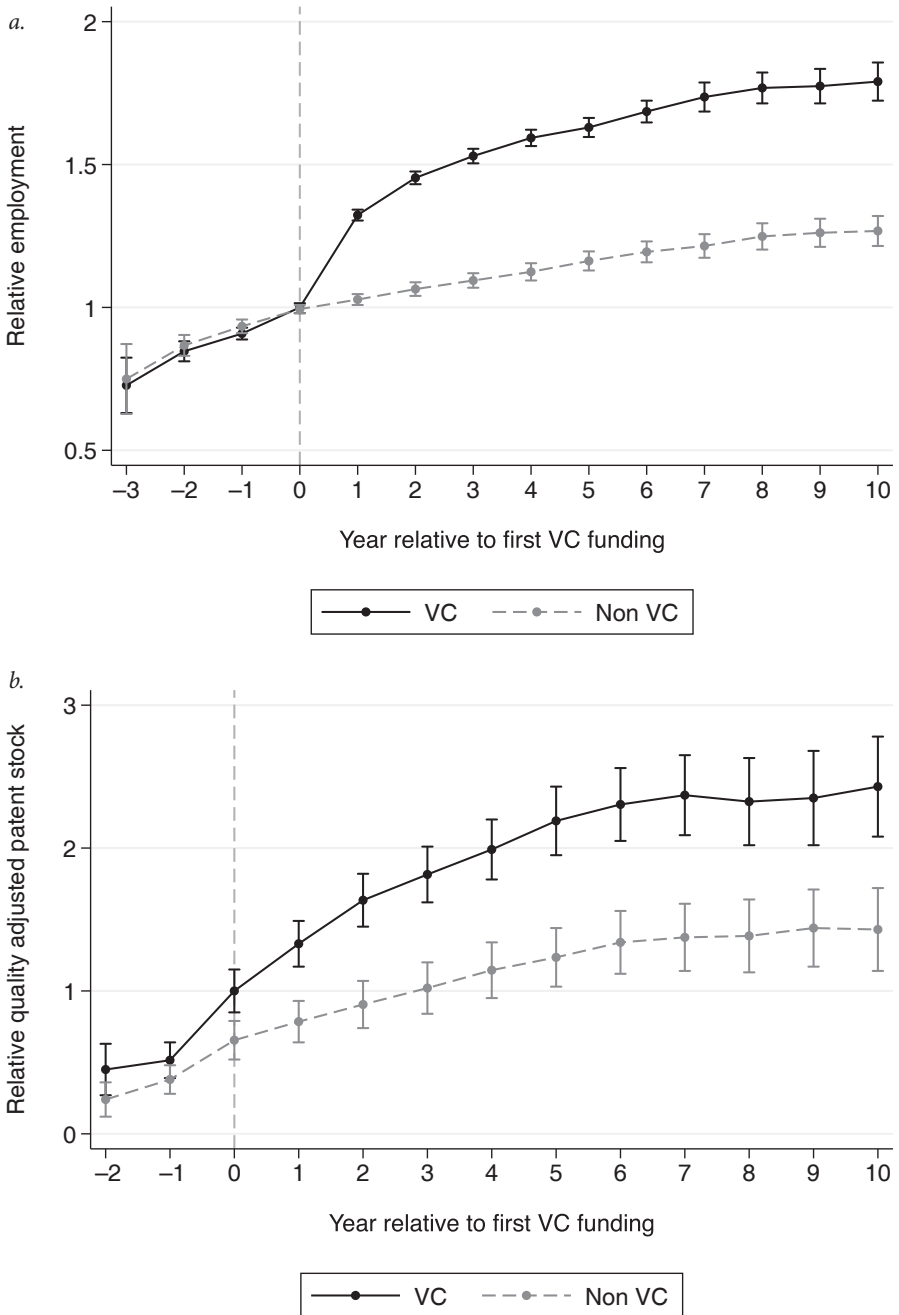 a.
2
1.5
1
0.5
Relative employment
–3 –2 –1 0 1 2 3 4 5 6 7 8 9 10
Year relative to first VC funding
VC Non VC
b.
3
2
1
0
Relative quality adjusted patent stock
–2 –1 0 1 2 3 4 5 6 7 8 9 10
Year relative to first VC funding
VC Non VC